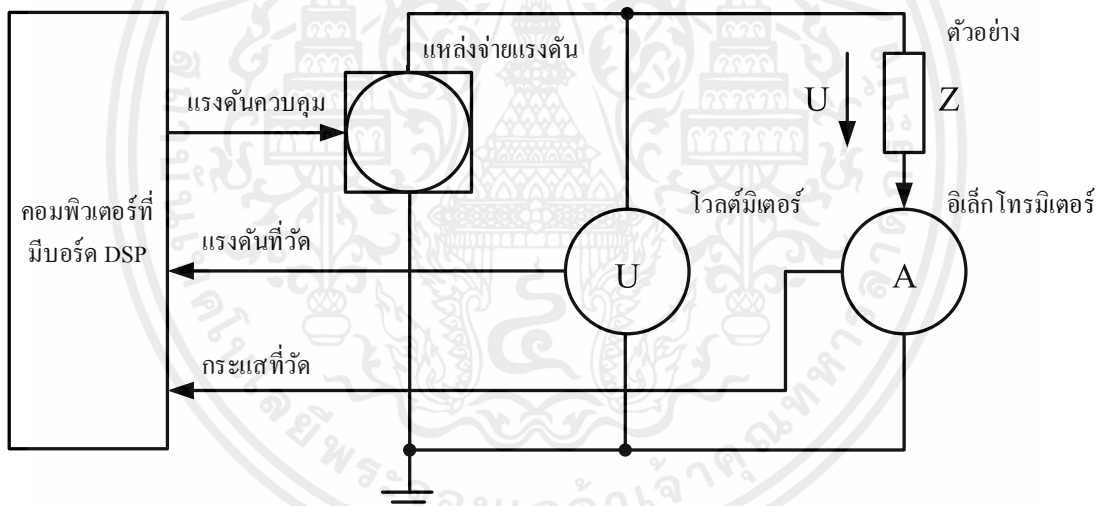 ตัวอย่าง
แหล่งจ่ายแรงดัน
แรงดันควบคุม
U
Z
คอมพิวเตอร์ที่
มีบอร์ด DSP
โวลต์มิเตอร์
อิเล็กโทรมิเตอร์
แรงดันที่วัด
U
A
กระแสที่วัด